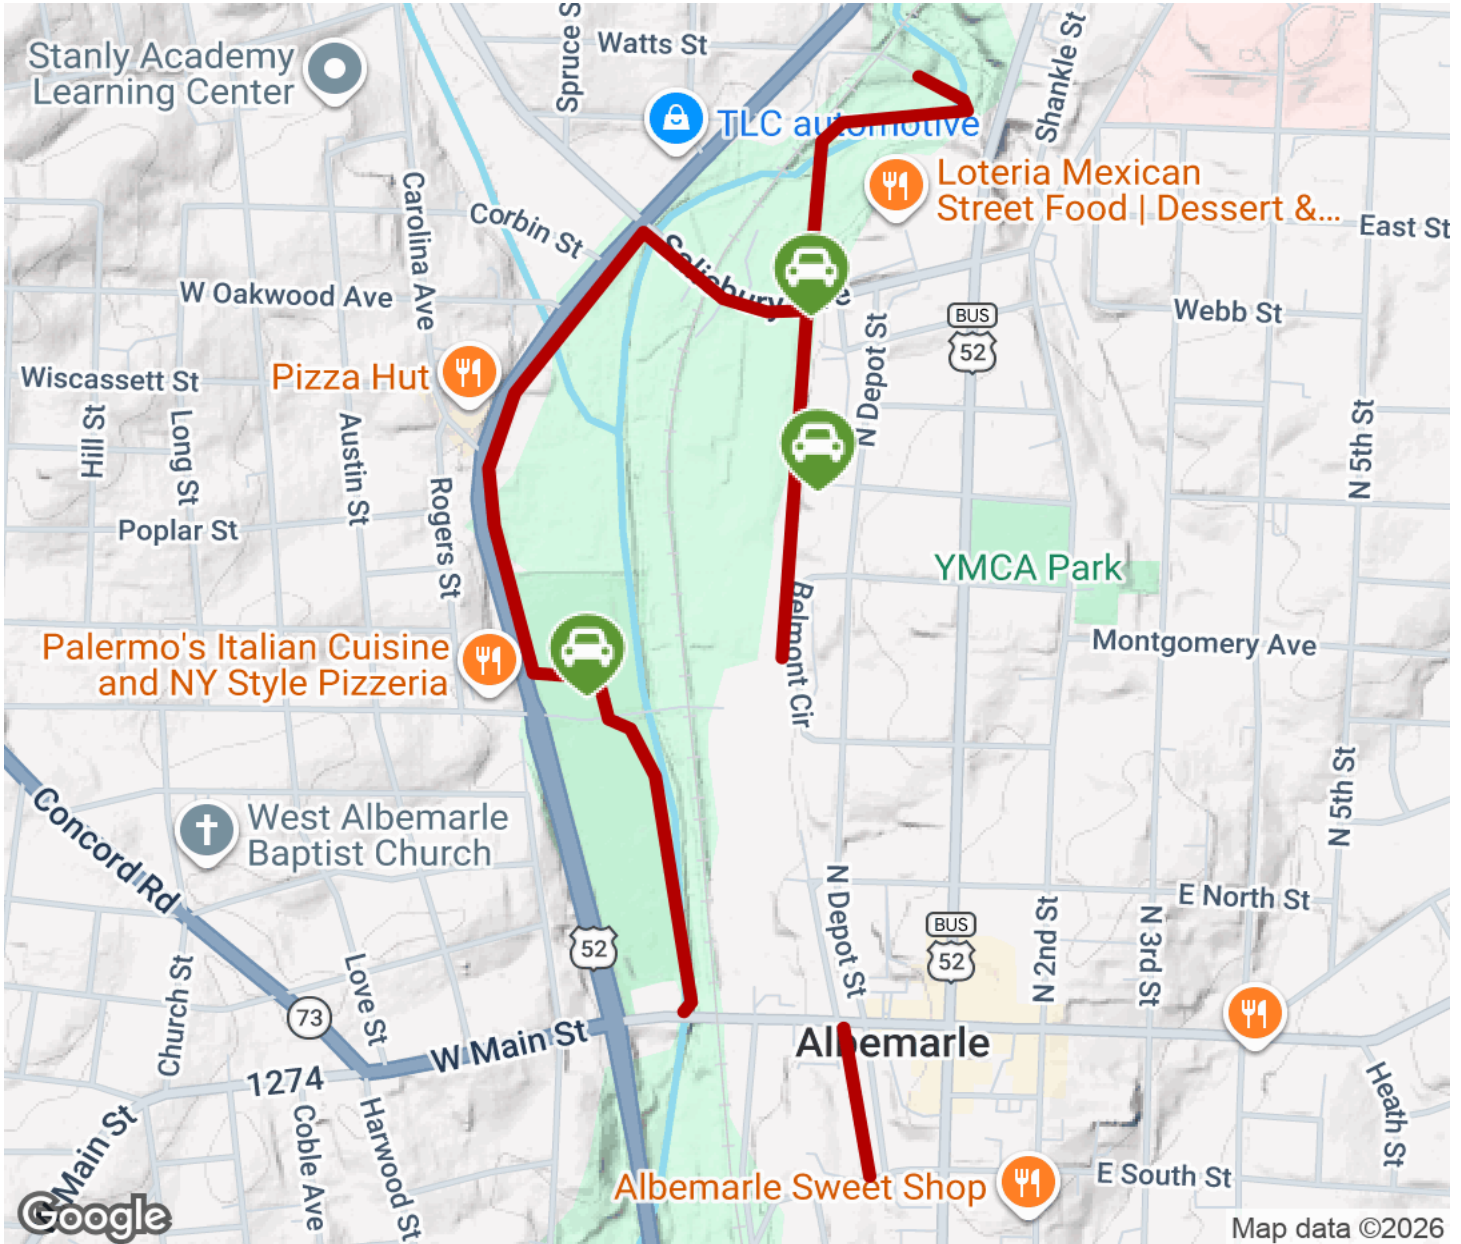 Watts St
Spruce S
Shankle St
Stanly Academy
Learning Center
TLC automotive
Loteria Mexican
Street Food | Dessert &...
Carolina Ave
Corbin St
East St
Salisbury
W Oakwood Ave
BUS
52
Webb St
Wiscassett St
Pizza Hut
N Depot St
Hill St
Long St
Austin St
N 5th St
Poplar St
Rogers St
YMCA Park
Belmont Cir
Montgomery Ave
Palermo's Italian Cuisine
and NY Style Pizzeria
Concord Rd
West Albemarle
Baptist Church
N 5th St
N Depot St
E North St
BUS
52
N 2nd St
N 3rd St
52
Church St
Love St
73
W Main St
Albemarle
1274
Heath St
Main St
Coble Ave
Harwood St
Albemarle Sweet Shop
E South St
Google
Map data ©2026